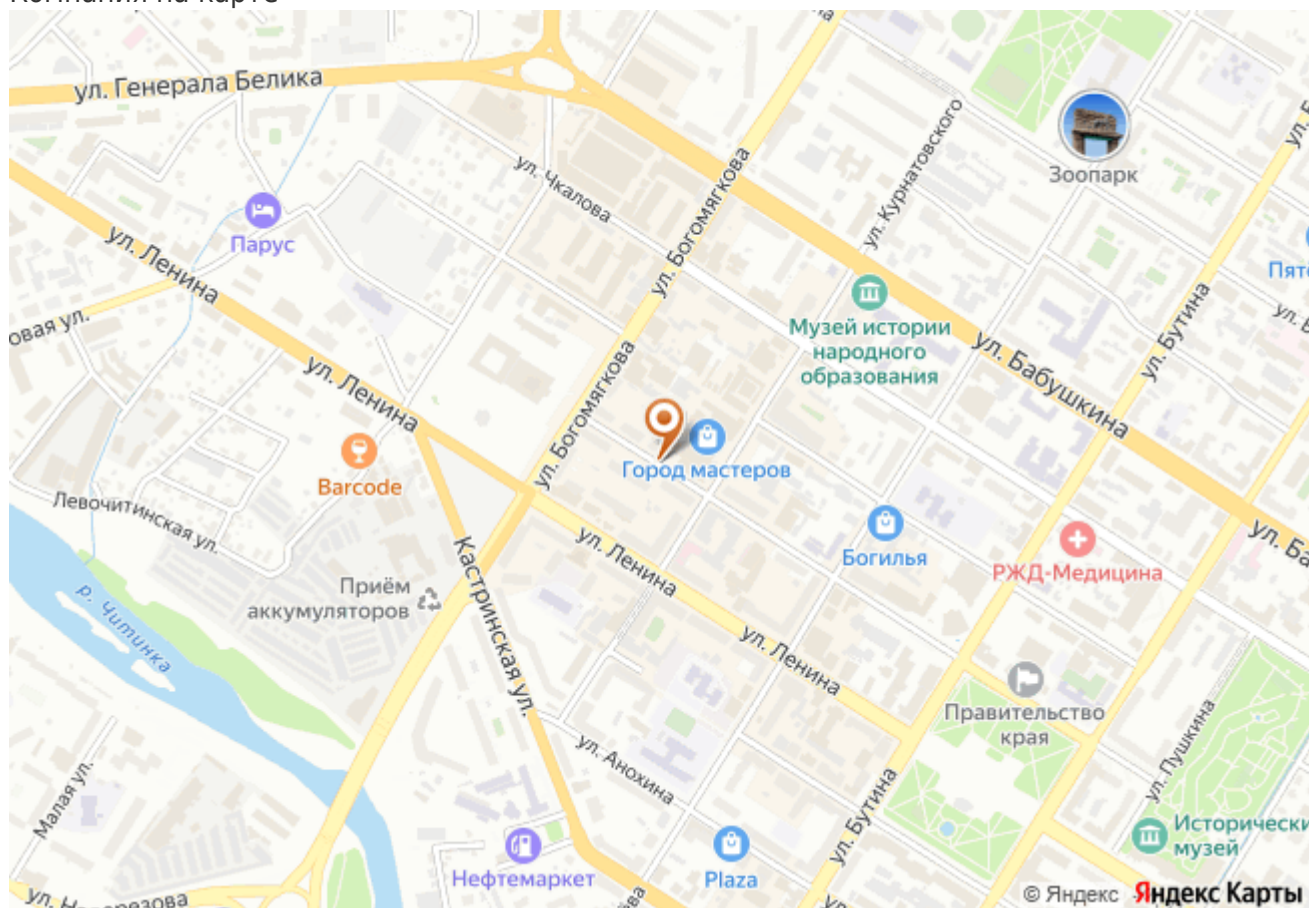 Компания на карте
ул. Генерала Белика
ул. Курнатовского
Зоопарк
ул. Чкалова
ул. Богомягкова
Парус
ул. Ленина
ул. Бутина
Музей истории
народного
образования
ул. Бабушкина
ул. Ленина
ул. Богомягкова
Город мастеров
Barcode
Левочитинская ул.
Богилья
РЖД-Медицина
ул. Ленина
Приём
аккумуляторов
Кастринская ул.
р. Читинка
ул. Ленина
Правительство
края
ул. Пушкина
ул. Анохина
Малая ул.
ул. Бутина
Исторически
музей
Нефтемаркет
Plaza
© Яндекс Яндекс Карты